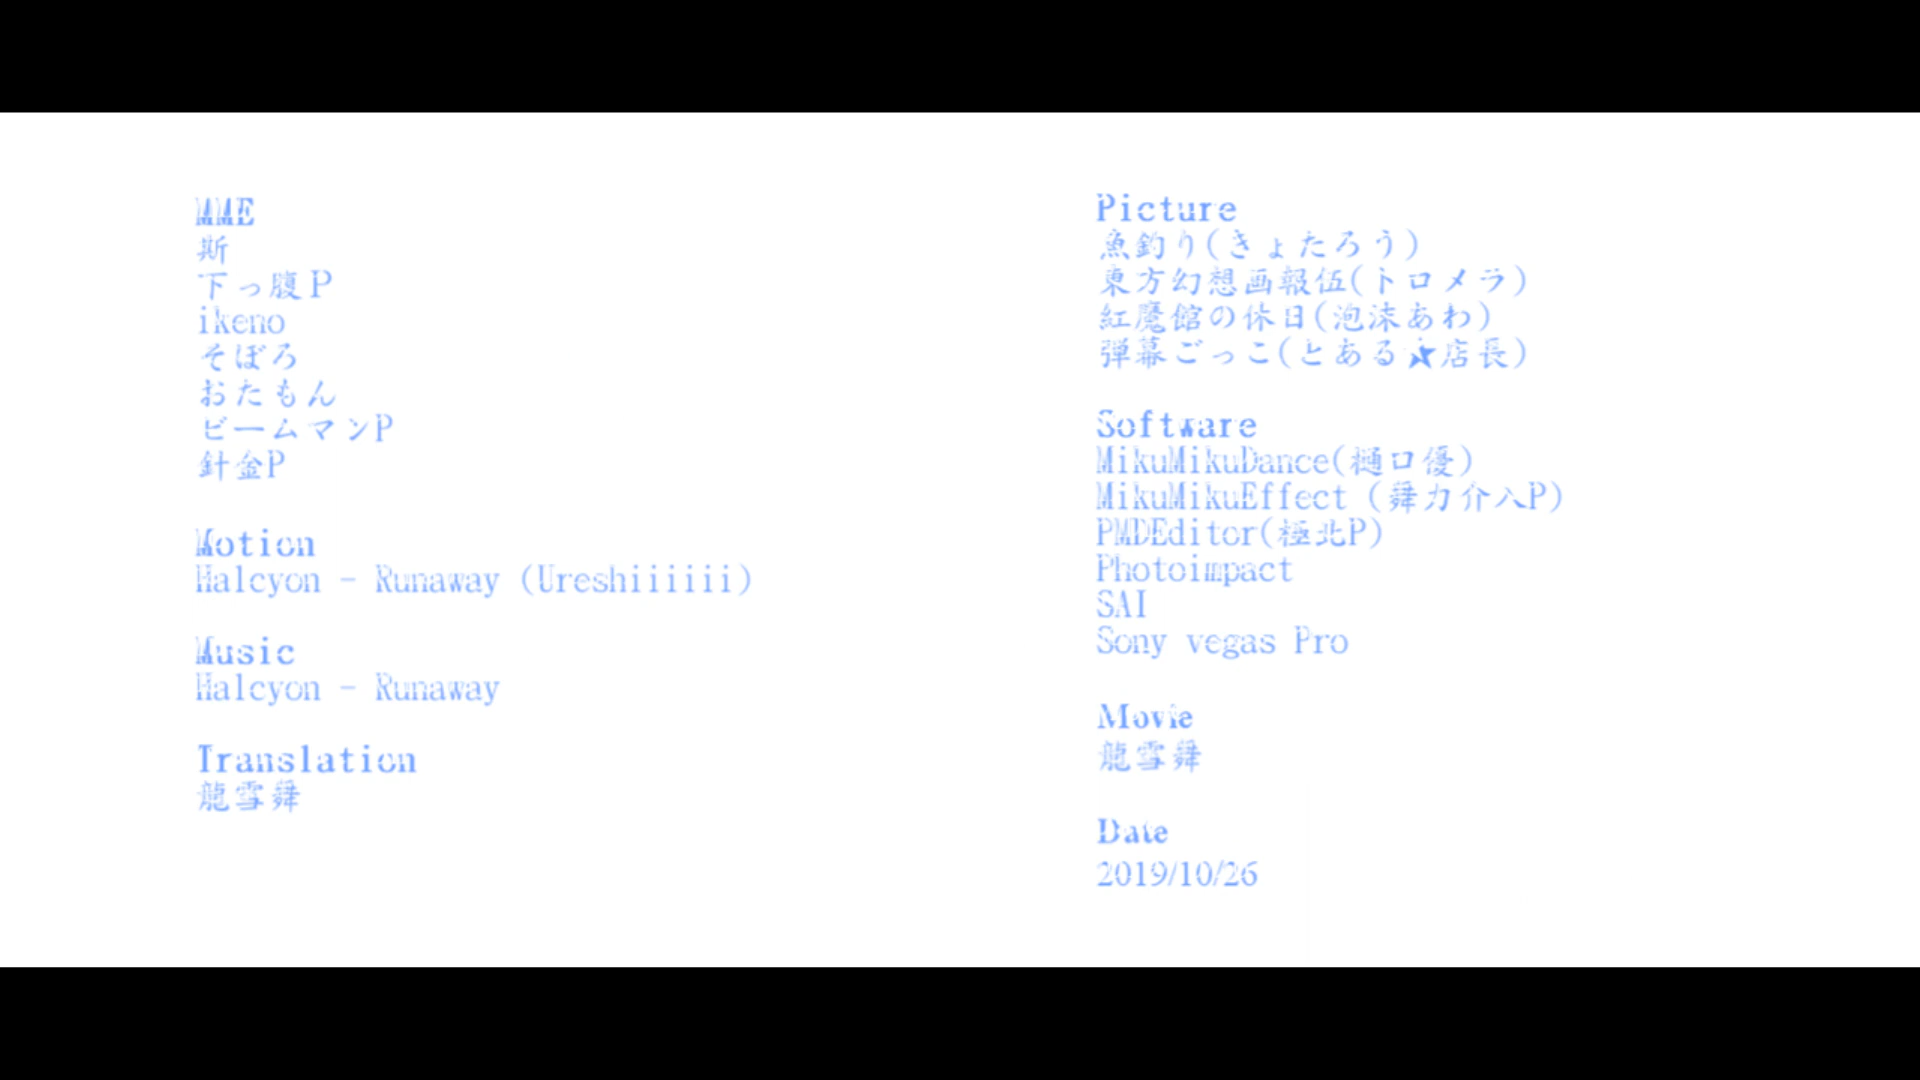 MME
斯
下っ腹P
ikeno
そぼろ
おたもん
ビームマンP
針金P
Motion
Halcyon - Runaway (Ureshiiiiii)
Music
Halcyon - Runaway
Translation
龍雪舞
Picture
魚釣り(きょたろう)
東方幻想画報伍(トロメラ)
紅魔館の休日(泡沫あわ)
弾幕ごっこ(とある★店長)
Software
MikuMikuDance(樋口優)
MikuMikuEffect (舞力介入P)
PMDEditor(極北P)
Photoimpact
SAI
Sony vegas Pro
Movie
龍雪舞
Date
2019/10/26